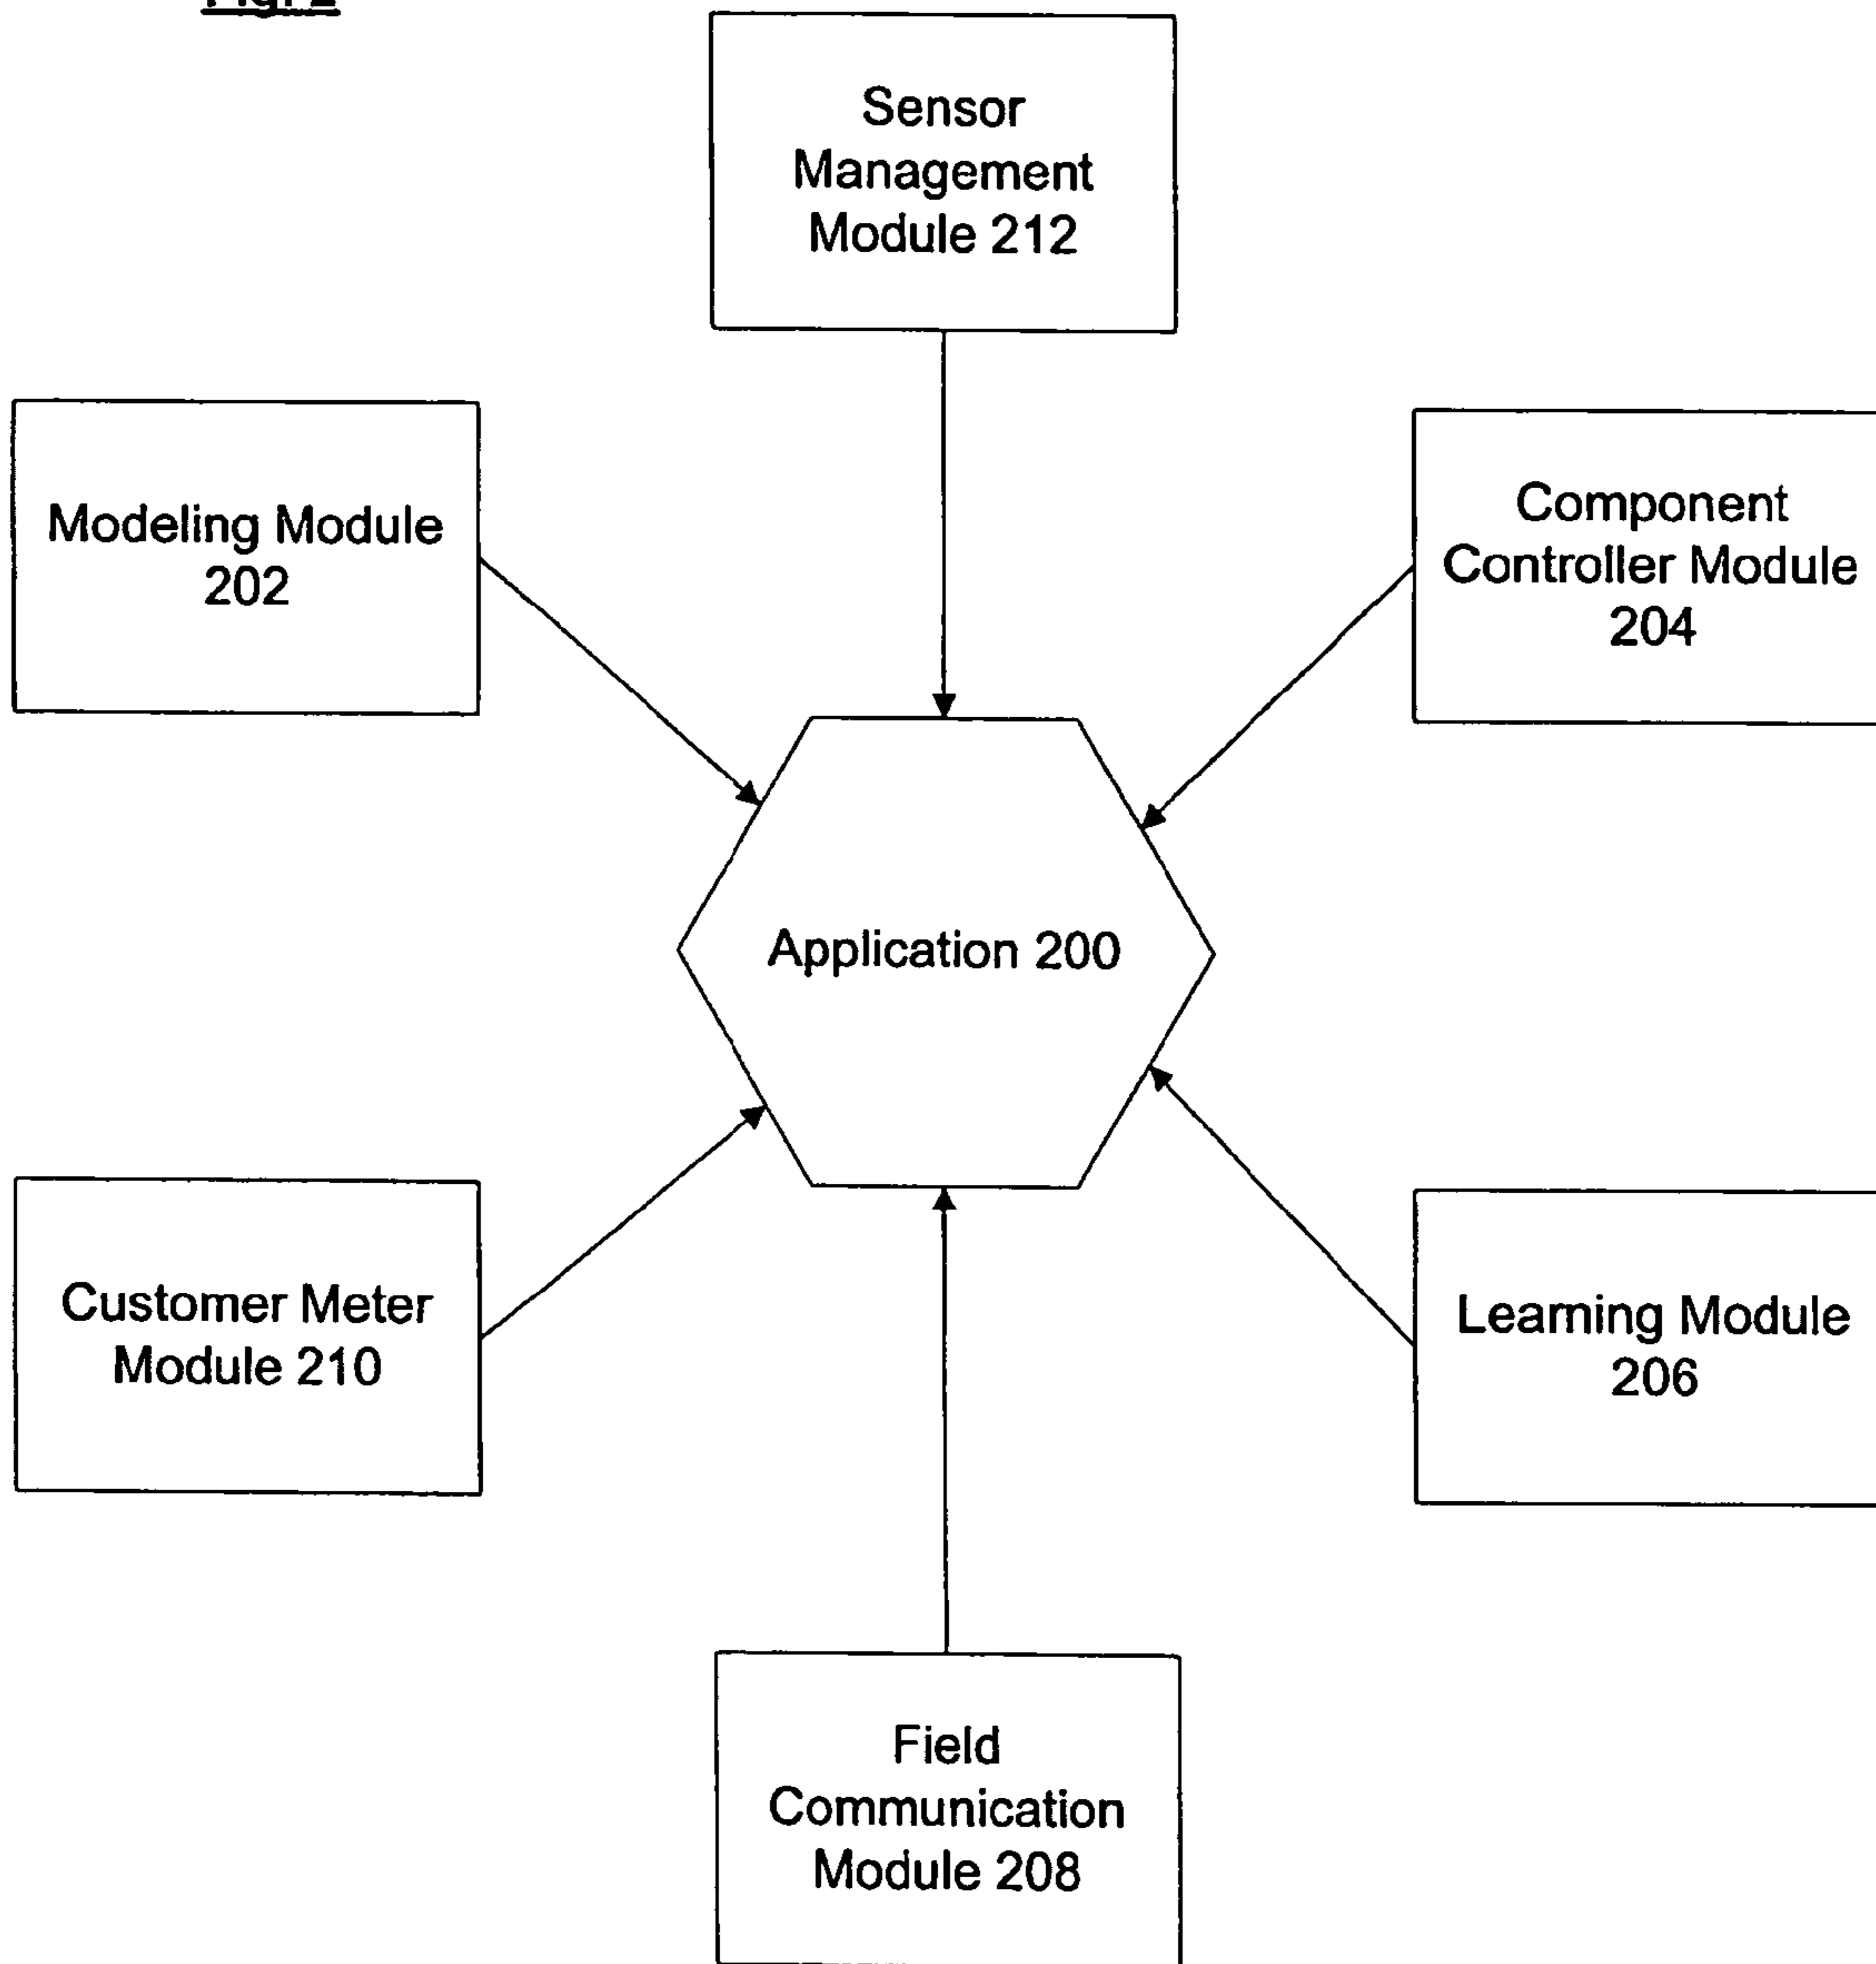 Sensor
Management
Module 212
Modeling Module
202
Component
Controller Module
204
Application 200
Customer Meter
Module 210
Learning Module
206
Field
Communication
Module 208